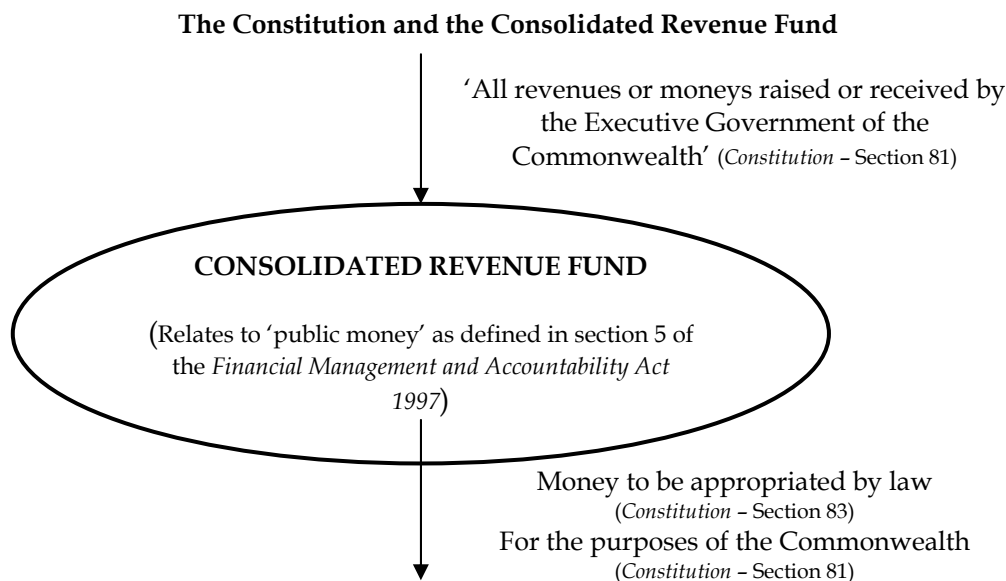 The Constitution and the Consolidated Revenue Fund
‘All revenues or moneys raised or received by
the Executive Government of the
Commonwealth’ (Constitution – Section 81)
CONSOLIDATED REVENUE FUND
(Relates to ‘public money’ as defined in section 5 of
the Financial Management and Accountability Act
1997)
Money to be appropriated by law
(Constitution – Section 83)
For the purposes of the Commonwealth
(Constitution – Section 81)